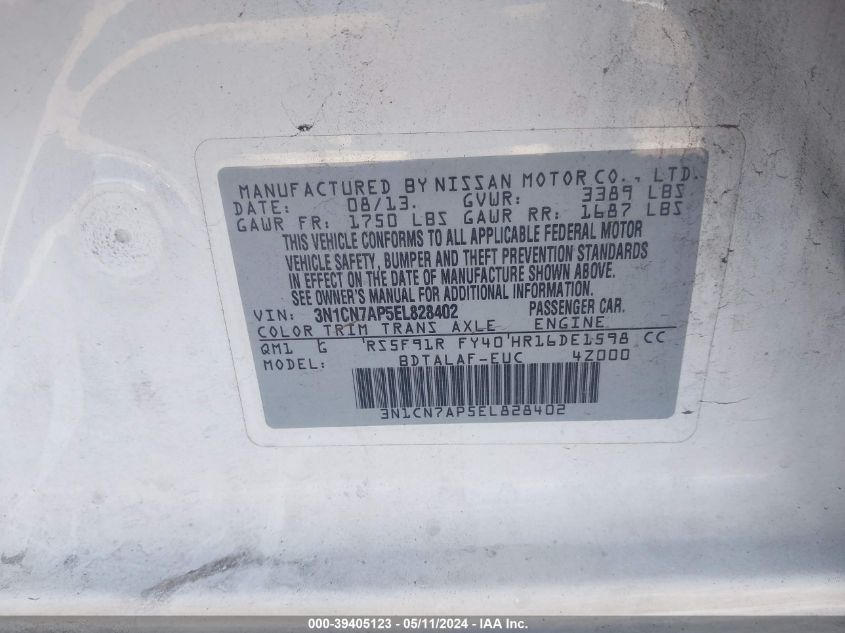 MANUFACTURED BY NISSAN MOTOR CO., LTD.
DATE: 08/13. GVWR: 3389 LBS
GAWR FR: 1750 LBS GAWR RR: 1687 LBS
THIS VEHICLE CONFORMS TO ALL APPLICABLE FEDERAL MOTOR
VEHICLE SAFETY, BUMPER AND THEFT PREVENTION STANDARDS
IN EFFECT ON THE DATE OF MANUFACTURE SHOWN ABOVE.
SEE OWNER'S MANUAL FOR ADDITIONAL INFORMATION.
VIN: 3N1CN7AP5EL828402 PASSENGER CAR.
COLOR TRIM TRANS AXLE ENGINE
QM1 G RS5F91R FY40 HR16DE1598 CC
MODEL: BDTALAF-EUC 4Z000
3N1CN7AP5EL828402
000-39405123 - 05/11/2024 - IAA Inc.